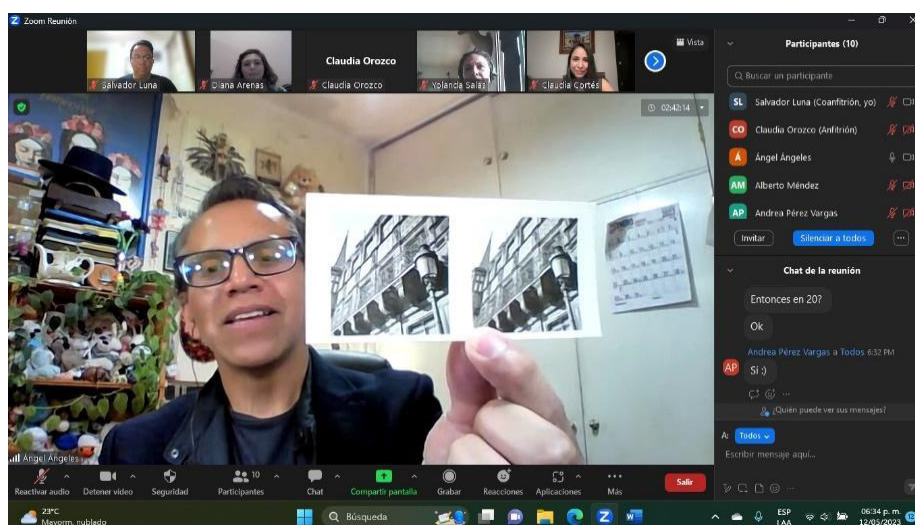 Zoom Reunión
Salvador Luna
Diana Arenas
Claudia Orozco
Claudia Orozco
Yolanda Salas
Claudia Cortés
Vista
02:42:14
Ángel Ángeles
Participantes (10)
Buscar un participante
SL Salvador Luna (Coanfitrión, yo)
CO Claudia Orozco (Anfitrión)
Á Ángel Ángeles
AM Alberto Méndez
AP Andrea Pérez Vargas
Invitar Silenciar a todos
Chat de la reunión
Entonces en 20?
Ok
Andrea Pérez Vargas a Todos 6:32 PM
AP Si :)
¿Quién puede ver sus mensajes?
A: Todos
Escribir mensaje aquí...
Reactivar audio Detener video Seguridad Participantes 10 Chat Compartir pantalla Grabar Reacciones Aplicaciones Más Salir
23°C
Mayorm. nublado
Búsqueda
ESP
LAA
06:34 p. m.
12/05/2023